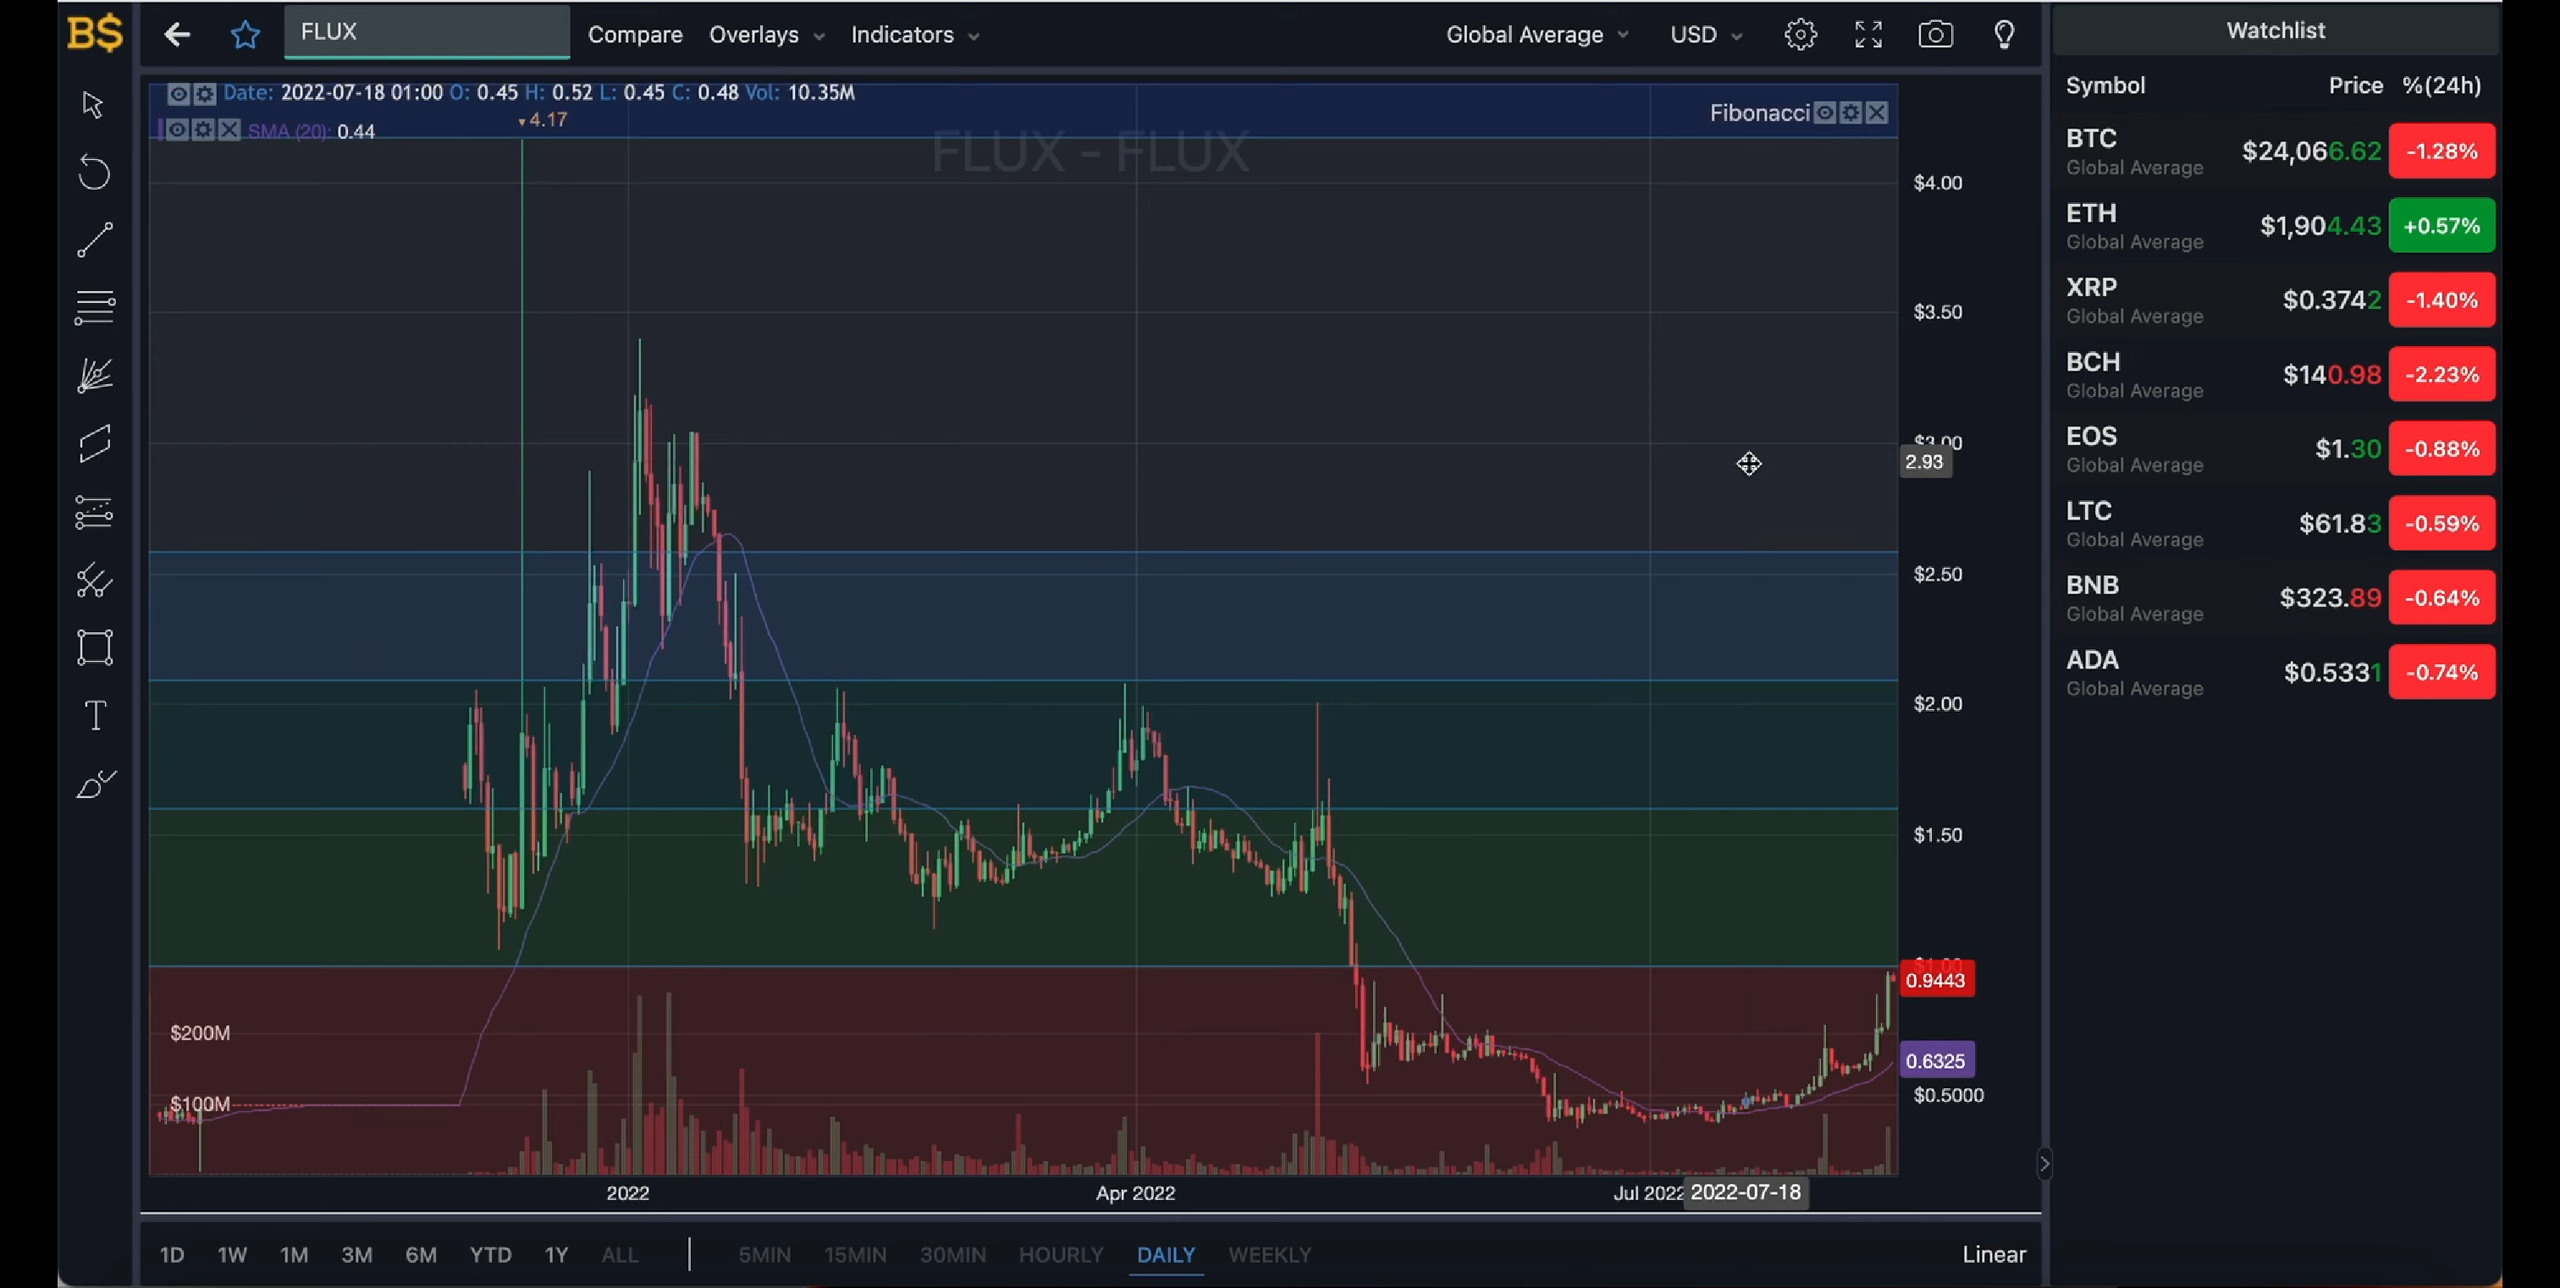 B$
FLUX
Compare
Overlays
Indicators
Global Average
USD
Date: 2022-07-18 01:00 O: 0.45 H: 0.52 L: 0.45 C: 0.48 Vol: 10.35M
SMA (20): 0.44
4.17
Fibonacci
FLUX - FLUX
$4.00
$3.50
$3.00
2.93
$2.50
$2.00
$1.50
$1.00
0.9443
0.6325
$0.5000
$200M
$100M
2022
Apr 2022
Jul 2022
2022-07-18
1D
1W
1M
3M
6M
YTD
1Y
ALL
5MIN
15MIN
30MIN
HOURLY
DAILY
WEEKLY
Linear
Watchlist
Symbol Price %(24h)
BTC $24,066.62 -1.28%
Global Average
ETH $1,904.43 +0.57%
Global Average
XRP $0.3742 -1.40%
Global Average
BCH $140.98 -2.23%
Global Average
EOS $1.30 -0.88%
Global Average
LTC $61.83 -0.59%
Global Average
BNB $323.89 -0.64%
Global Average
ADA $0.5331 -0.74%
Global Average